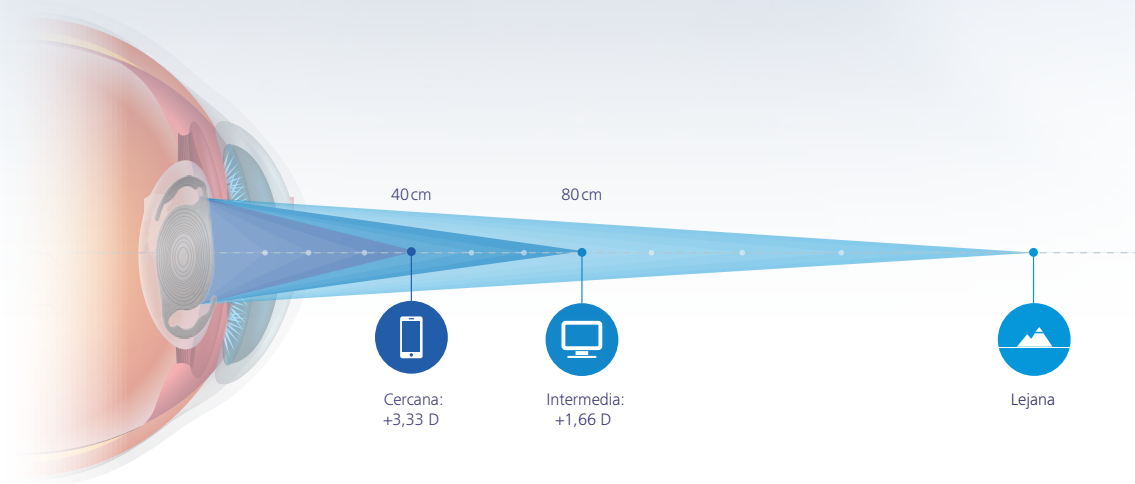 40 cm
80 cm
Cercana:
+3,33 D
Intermedia:
+1,66 D
Lejana